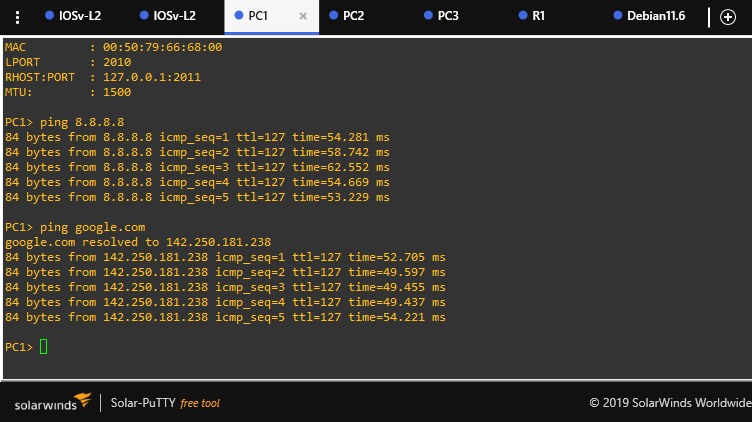 IOSv-L2 IOSv-L2 PC1 × PC2 PC3 R1 Debian11.6
MAC         : 00:50:79:66:68:00
LPORT       : 2010
RHOST:PORT  : 127.0.0.1:2011
MTU:        : 1500
PC1> ping 8.8.8.8
84 bytes from 8.8.8.8 icmp_seq=1 ttl=127 time=54.281 ms
84 bytes from 8.8.8.8 icmp_seq=2 ttl=127 time=58.742 ms
84 bytes from 8.8.8.8 icmp_seq=3 ttl=127 time=62.552 ms
84 bytes from 8.8.8.8 icmp_seq=4 ttl=127 time=54.669 ms
84 bytes from 8.8.8.8 icmp_seq=5 ttl=127 time=53.229 ms
PC1> ping google.com
google.com resolved to 142.250.181.238
84 bytes from 142.250.181.238 icmp_seq=1 ttl=127 time=52.705 ms
84 bytes from 142.250.181.238 icmp_seq=2 ttl=127 time=49.597 ms
84 bytes from 142.250.181.238 icmp_seq=3 ttl=127 time=49.455 ms
84 bytes from 142.250.181.238 icmp_seq=4 ttl=127 time=49.437 ms
84 bytes from 142.250.181.238 icmp_seq=5 ttl=127 time=54.221 ms
PC1>
solarwinds Solar-PuTTY free tool © 2019 SolarWinds Worldwide